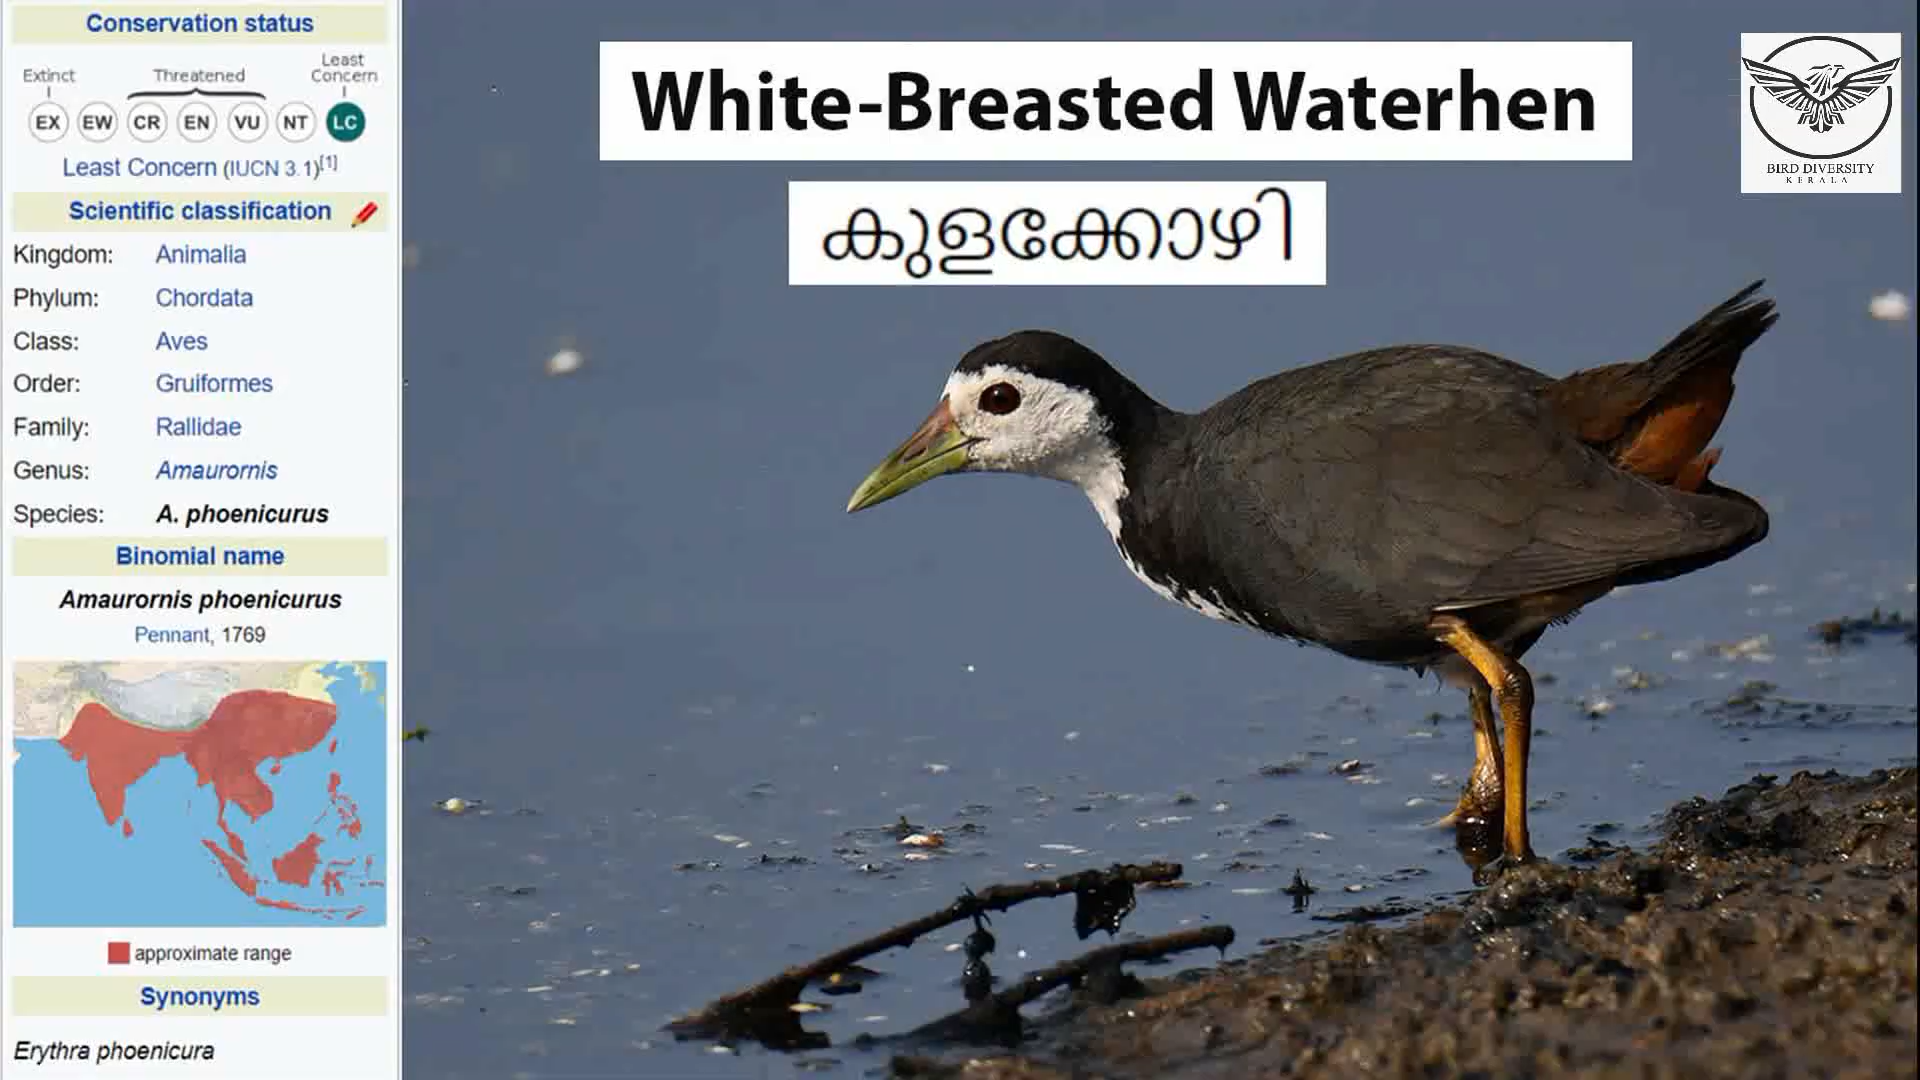 Conservation status
Extinct
Threatened
Least
Concern
EX EW CR EN VU NT LC
Least Concern (IUCN 3.1)[1]
Scientific classification
Kingdom: Animalia
Phylum: Chordata
Class: Aves
Order: Gruiformes
Family: Rallidae
Genus: Amaurornis
Species: A. phoenicurus
Binomial name
Amaurornis phoenicurus
Pennant, 1769
approximate range
Synonyms
Erythra phoenicura
White-Breasted Waterhen
കുളക്കോഴി
BIRD DIVERSITY
KERALA